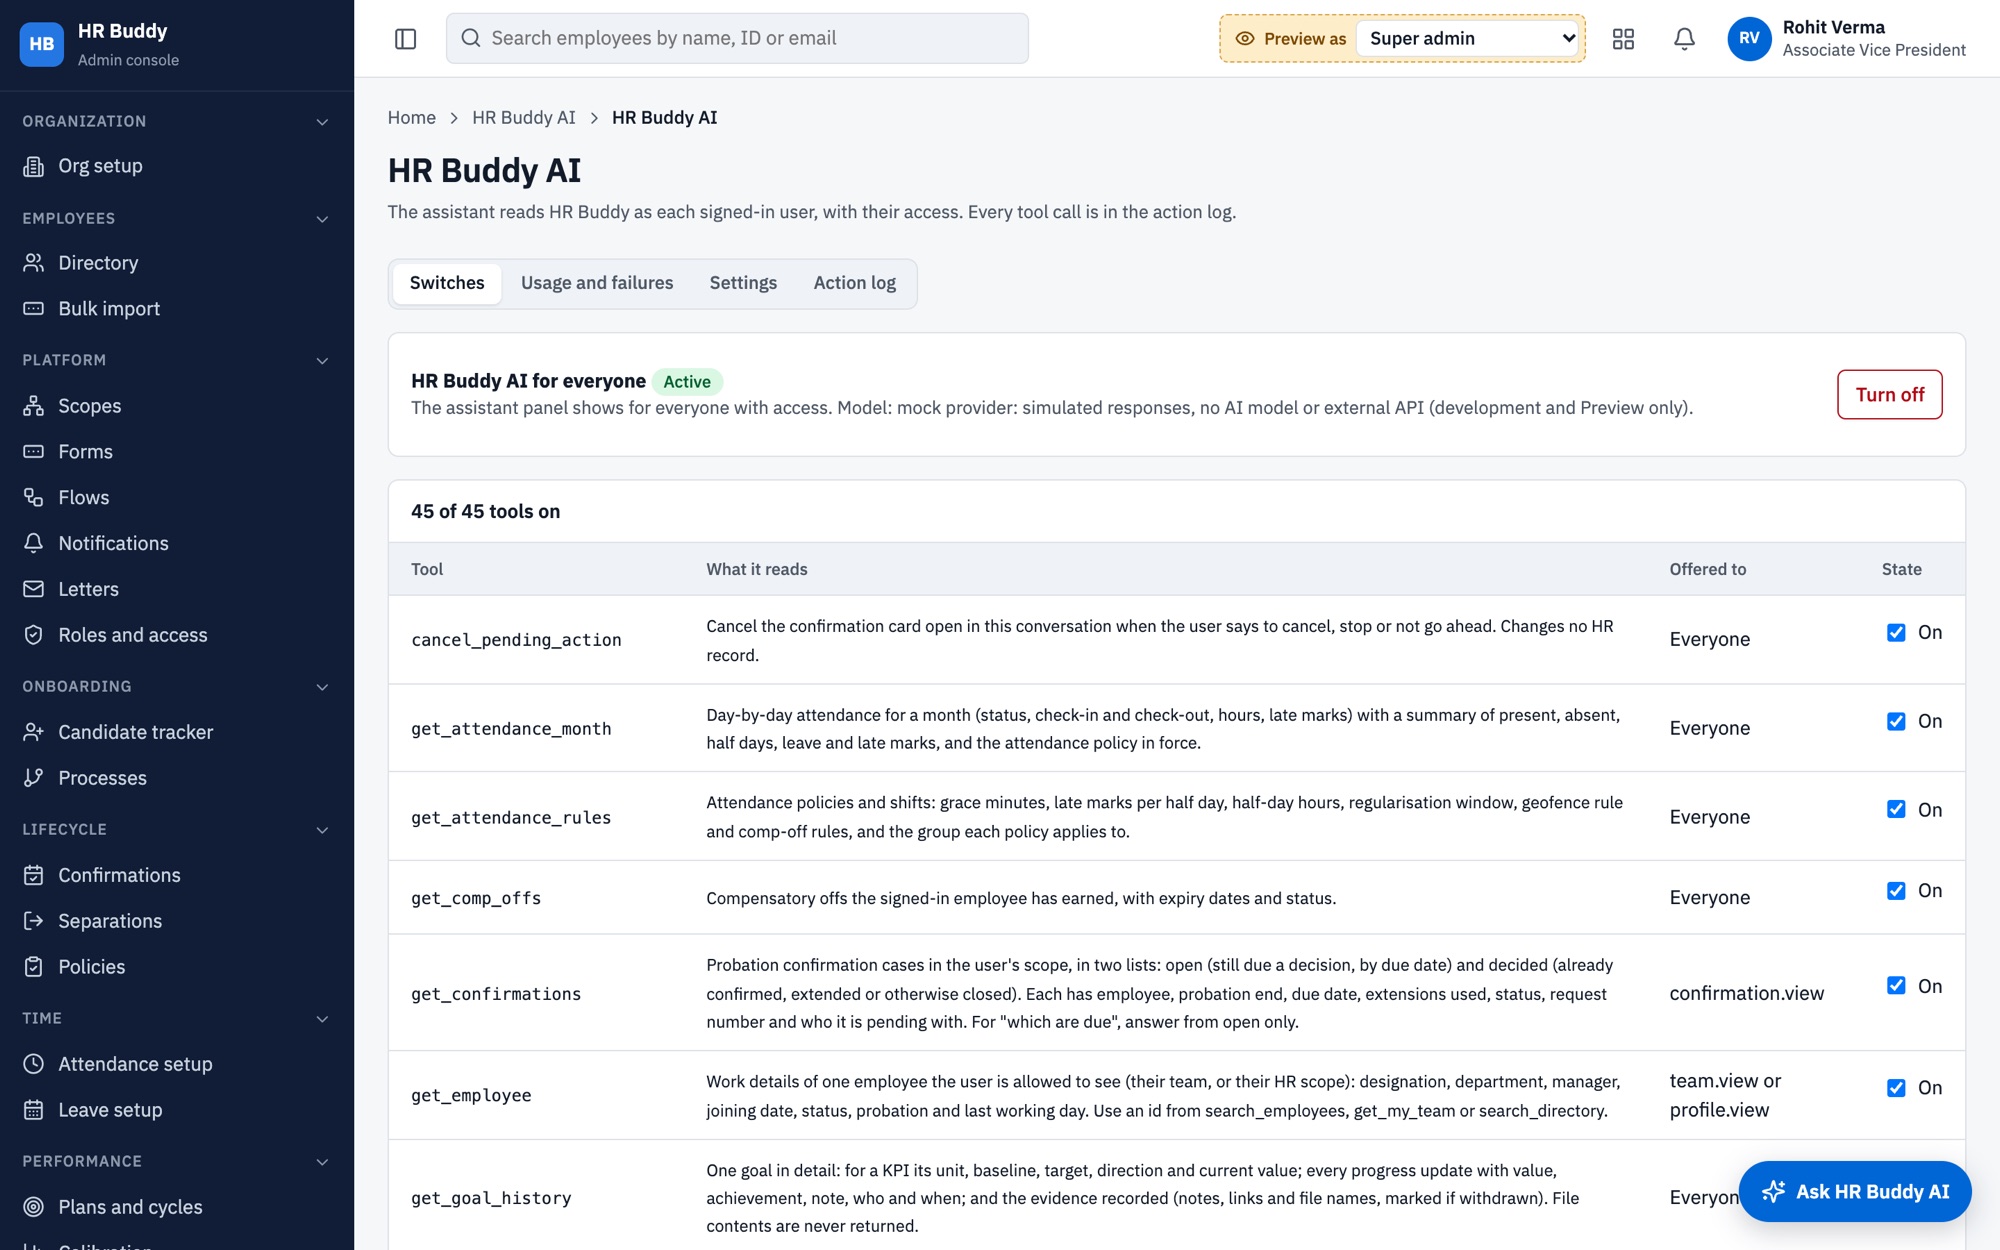 HB
HR Buddy
Admin console
ORGANIZATION
Org setup
EMPLOYEES
Directory
Bulk import
PLATFORM
Scopes
Forms
Flows
Notifications
Letters
Roles and access
ONBOARDING
Candidate tracker
Processes
LIFECYCLE
Confirmations
Separations
Policies
TIME
Attendance setup
Leave setup
PERFORMANCE
Plans and cycles
Search employees by name, ID or email
Preview as
Super admin
RV
Rohit Verma
Associate Vice President
Home > HR Buddy AI > HR Buddy AI
HR Buddy AI
The assistant reads HR Buddy as each signed-in user, with their access. Every tool call is in the action log.
Switches
Usage and failures
Settings
Action log
HR Buddy AI for everyone Active
The assistant panel shows for everyone with access. Model: mock provider: simulated responses, no AI model or external API (development and Preview only).
Turn off
45 of 45 tools on
Tool What it reads Offered to State
cancel_pending_action
Cancel the confirmation card open in this conversation when the user says to cancel, stop or not go ahead. Changes no HR
record.
Everyone
On
get_attendance_month
Day-by-day attendance for a month (status, check-in and check-out, hours, late marks) with a summary of present, absent,
half days, leave and late marks, and the attendance policy in force.
Everyone
On
get_attendance_rules
Attendance policies and shifts: grace minutes, late marks per half day, half-day hours, regularisation window, geofence rule
and comp-off rules, and the group each policy applies to.
Everyone
On
get_comp_offs
Compensatory offs the signed-in employee has earned, with expiry dates and status.
Everyone
On
get_confirmations
Probation confirmation cases in the user's scope, in two lists: open (still due a decision, by due date) and decided (already
confirmed, extended or otherwise closed). Each has employee, probation end, due date, extensions used, status, request
number and who it is pending with. For "which are due", answer from open only.
confirmation.view
On
get_employee
Work details of one employee the user is allowed to see (their team, or their HR scope): designation, department, manager,
joining date, status, probation and last working day. Use an id from search_employees, get_my_team or search_directory.
team.view or
profile.view
On
get_goal_history
One goal in detail: for a KPI its unit, baseline, target, direction and current value; every progress update with value,
achievement, note, who and when; and the evidence recorded (notes, links and file names, marked if withdrawn). File
contents are never returned.
Ask HR Buddy AI